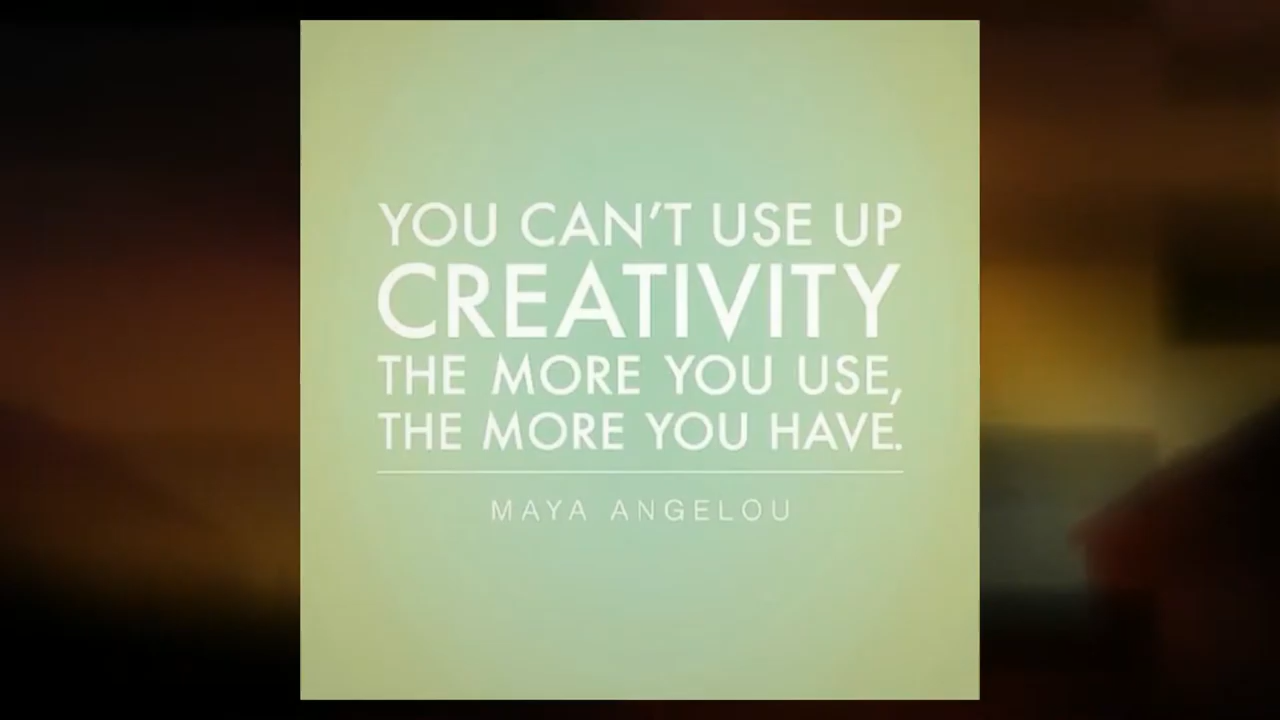 YOU CAN'T USE UP
CREATIVITY
THE MORE YOU USE,
THE MORE YOU HAVE.
MAYA ANGELOU